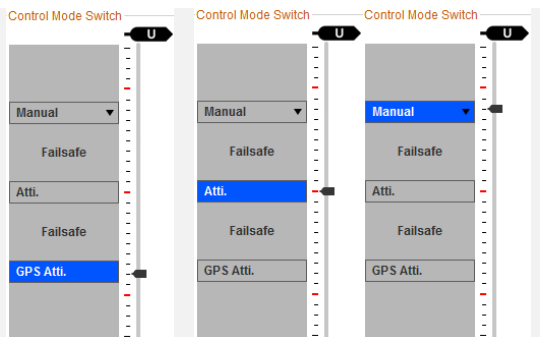 Control Mode Switch
U
Manual
Failsafe
Atti.
Failsafe
GPS Atti.
Control Mode Switch
U
Manual
Failsafe
Atti.
Failsafe
GPS Atti.
Control Mode Switch
U
Manual
Failsafe
Atti.
Failsafe
GPS Atti.